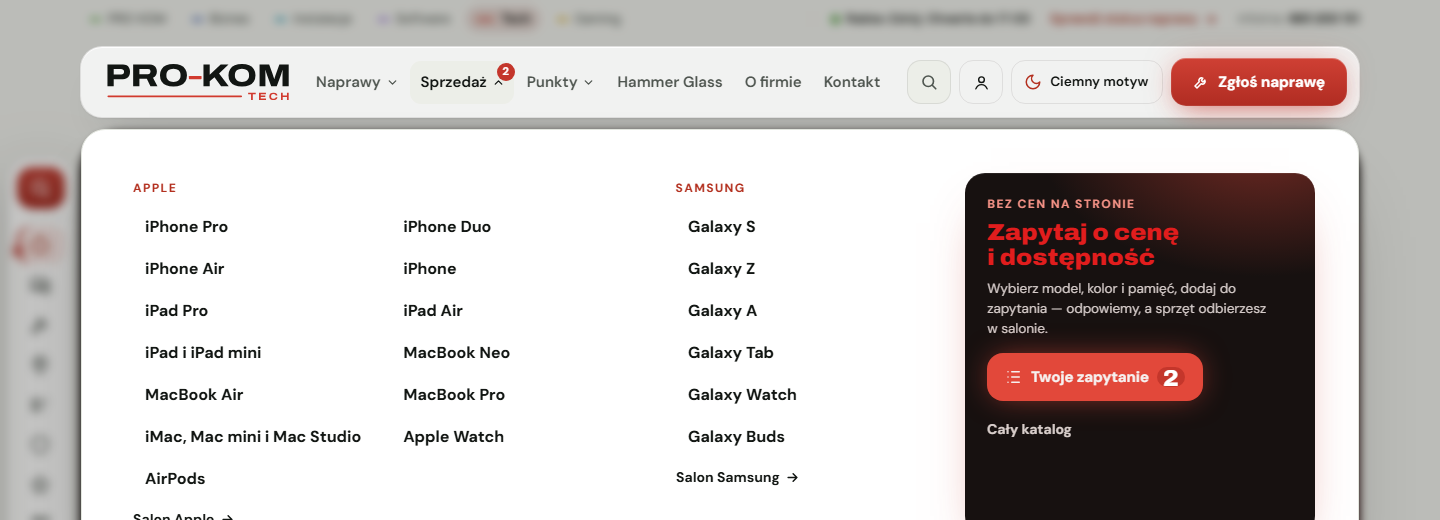 PRO-KOM
TECH
Naprawy
Sprzedaż
2
Punkty
Hammer Glass
O firmie
Kontakt
Ciemny motyw
Zgłoś naprawę
APPLE
iPhone Pro
iPhone Duo
iPhone Air
iPhone
iPad Pro
iPad Air
iPad i iPad mini
MacBook Neo
MacBook Air
MacBook Pro
iMac, Mac mini i Mac Studio
Apple Watch
AirPods
Salon Apple →
SAMSUNG
Galaxy S
Galaxy Z
Galaxy A
Galaxy Tab
Galaxy Watch
Galaxy Buds
Salon Samsung →
BEZ CEN NA STRONIE
Zapytaj o cenę
i dostępność
Wybierz model, kolor i pamięć, dodaj do
zapytania — odpowiemy, a sprzęt odbierzesz
w salonie.
Twoje zapytanie 2
Cały katalog